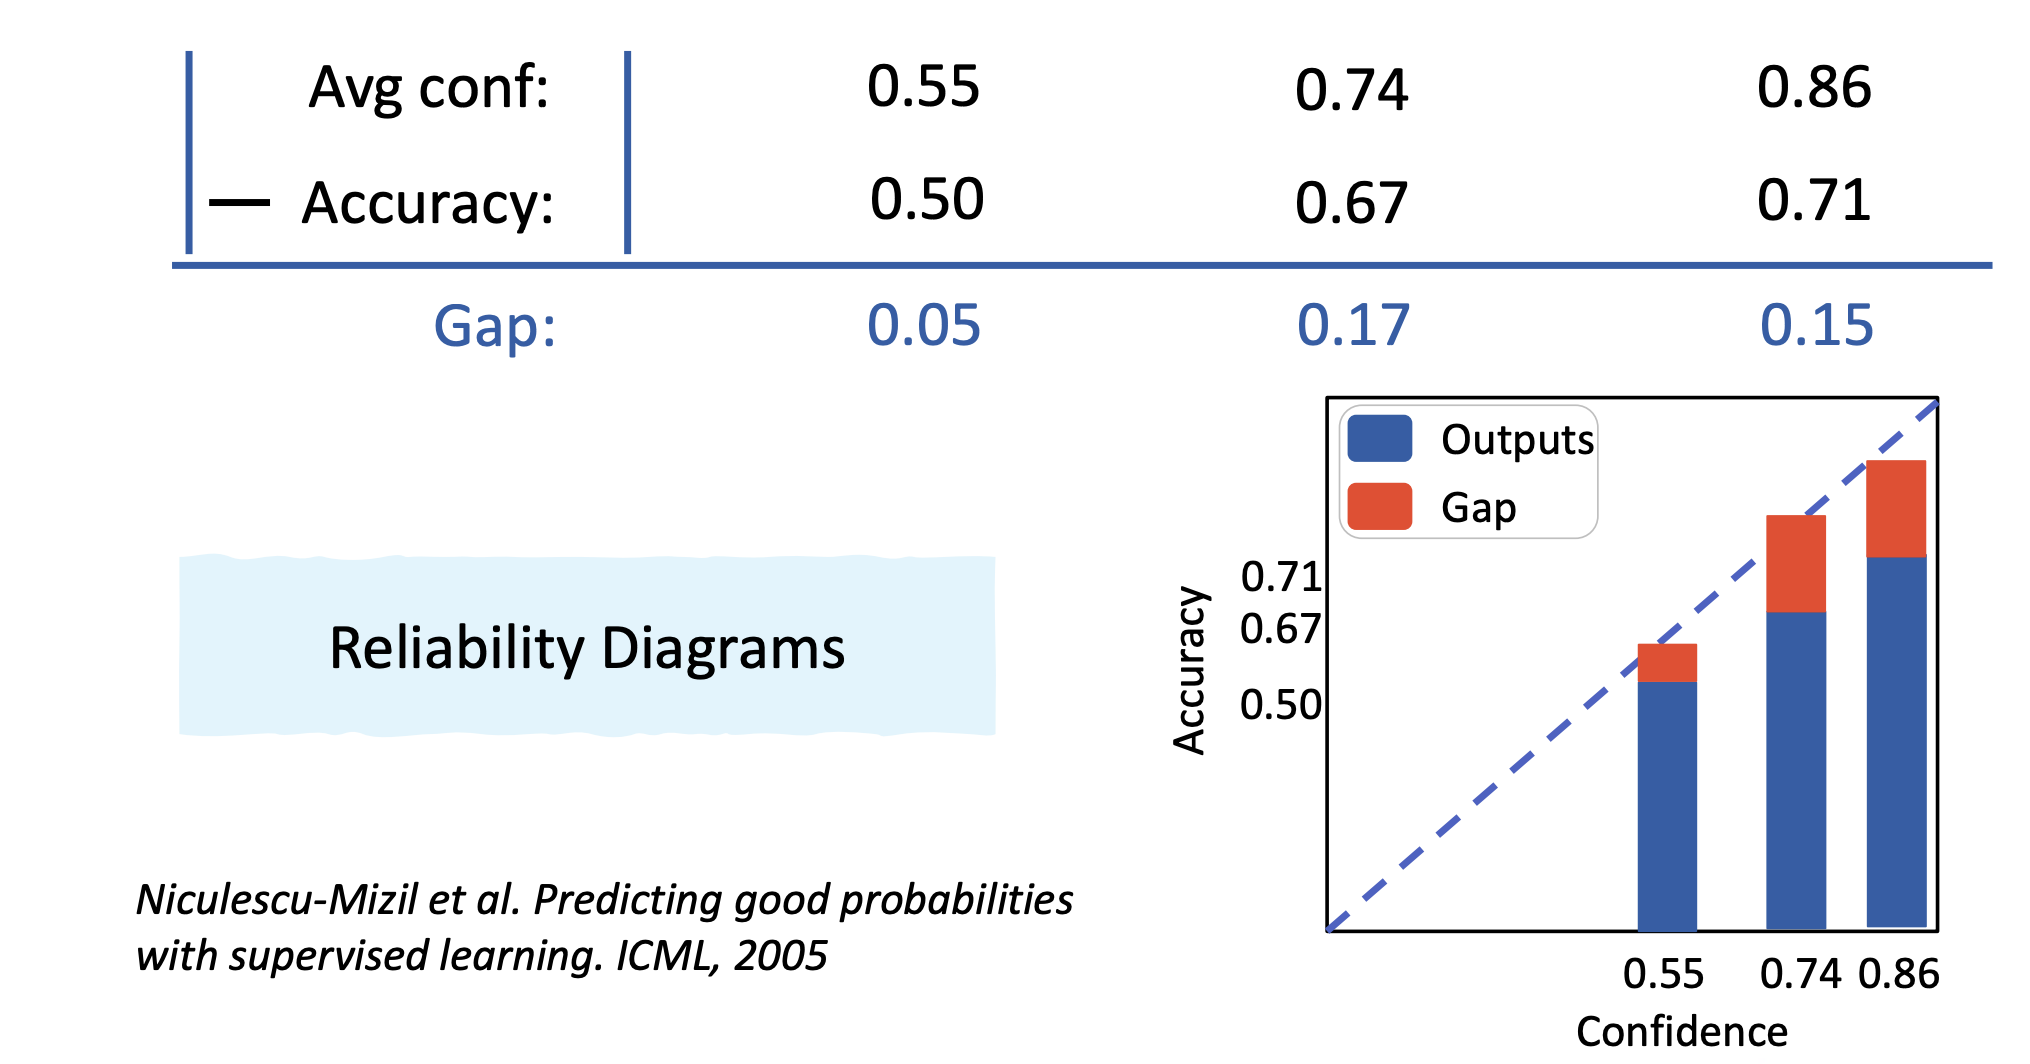 Avg conf: 0.55 0.74 0.86
— Accuracy: 0.50 0.67 0.71
Gap: 0.05 0.17 0.15
Reliability Diagrams
Niculescu-Mizil et al. Predicting good probabilities
with supervised learning. ICML, 2005
Outputs
Gap
Accuracy
0.71
0.67
0.50
0.55 0.74 0.86
Confidence